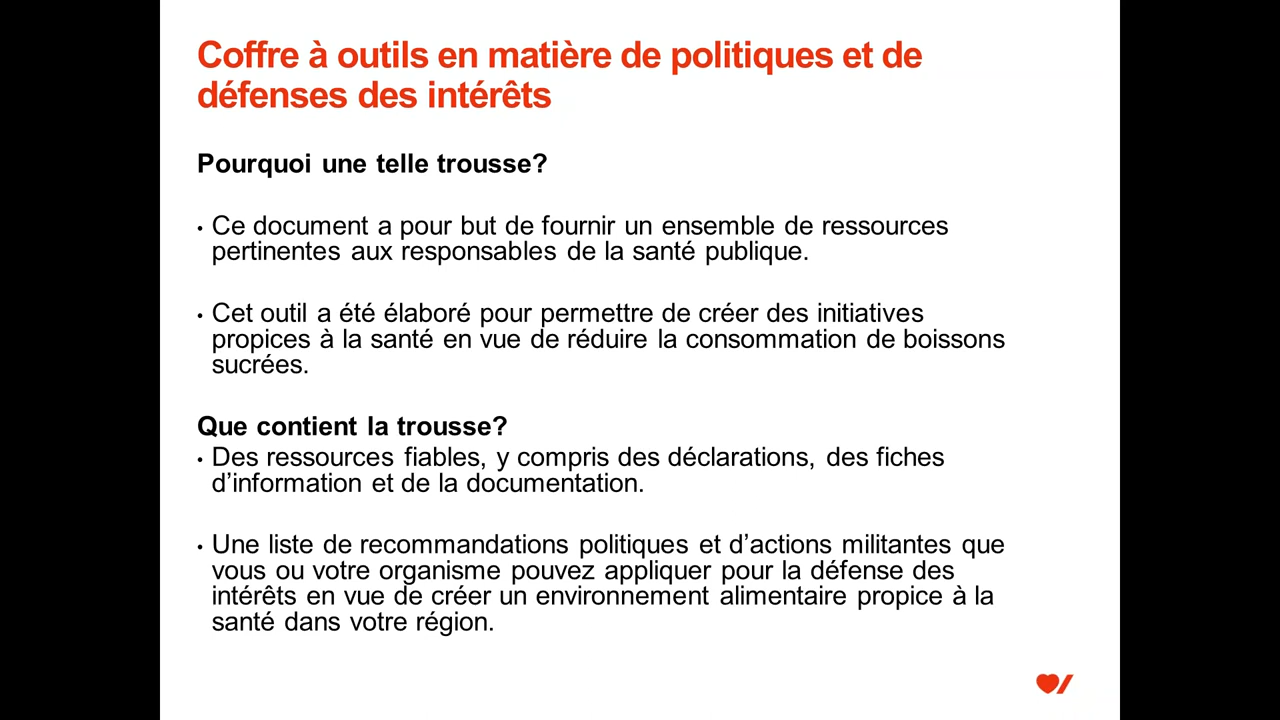 Coffre à outils en matière de politiques et de
défenses des intérêts
Pourquoi une telle trousse?
• Ce document a pour but de fournir un ensemble de ressources
pertinentes aux responsables de la santé publique.
• Cet outil a été élaboré pour permettre de créer des initiatives
propices à la santé en vue de réduire la consommation de boissons
sucrées.
Que contient la trousse?
• Des ressources fiables, y compris des déclarations, des fiches
d’information et de la documentation.
• Une liste de recommandations politiques et d’actions militantes que
vous ou votre organisme pouvez appliquer pour la défense des
intérêts en vue de créer un environnement alimentaire propice à la
santé dans votre région.